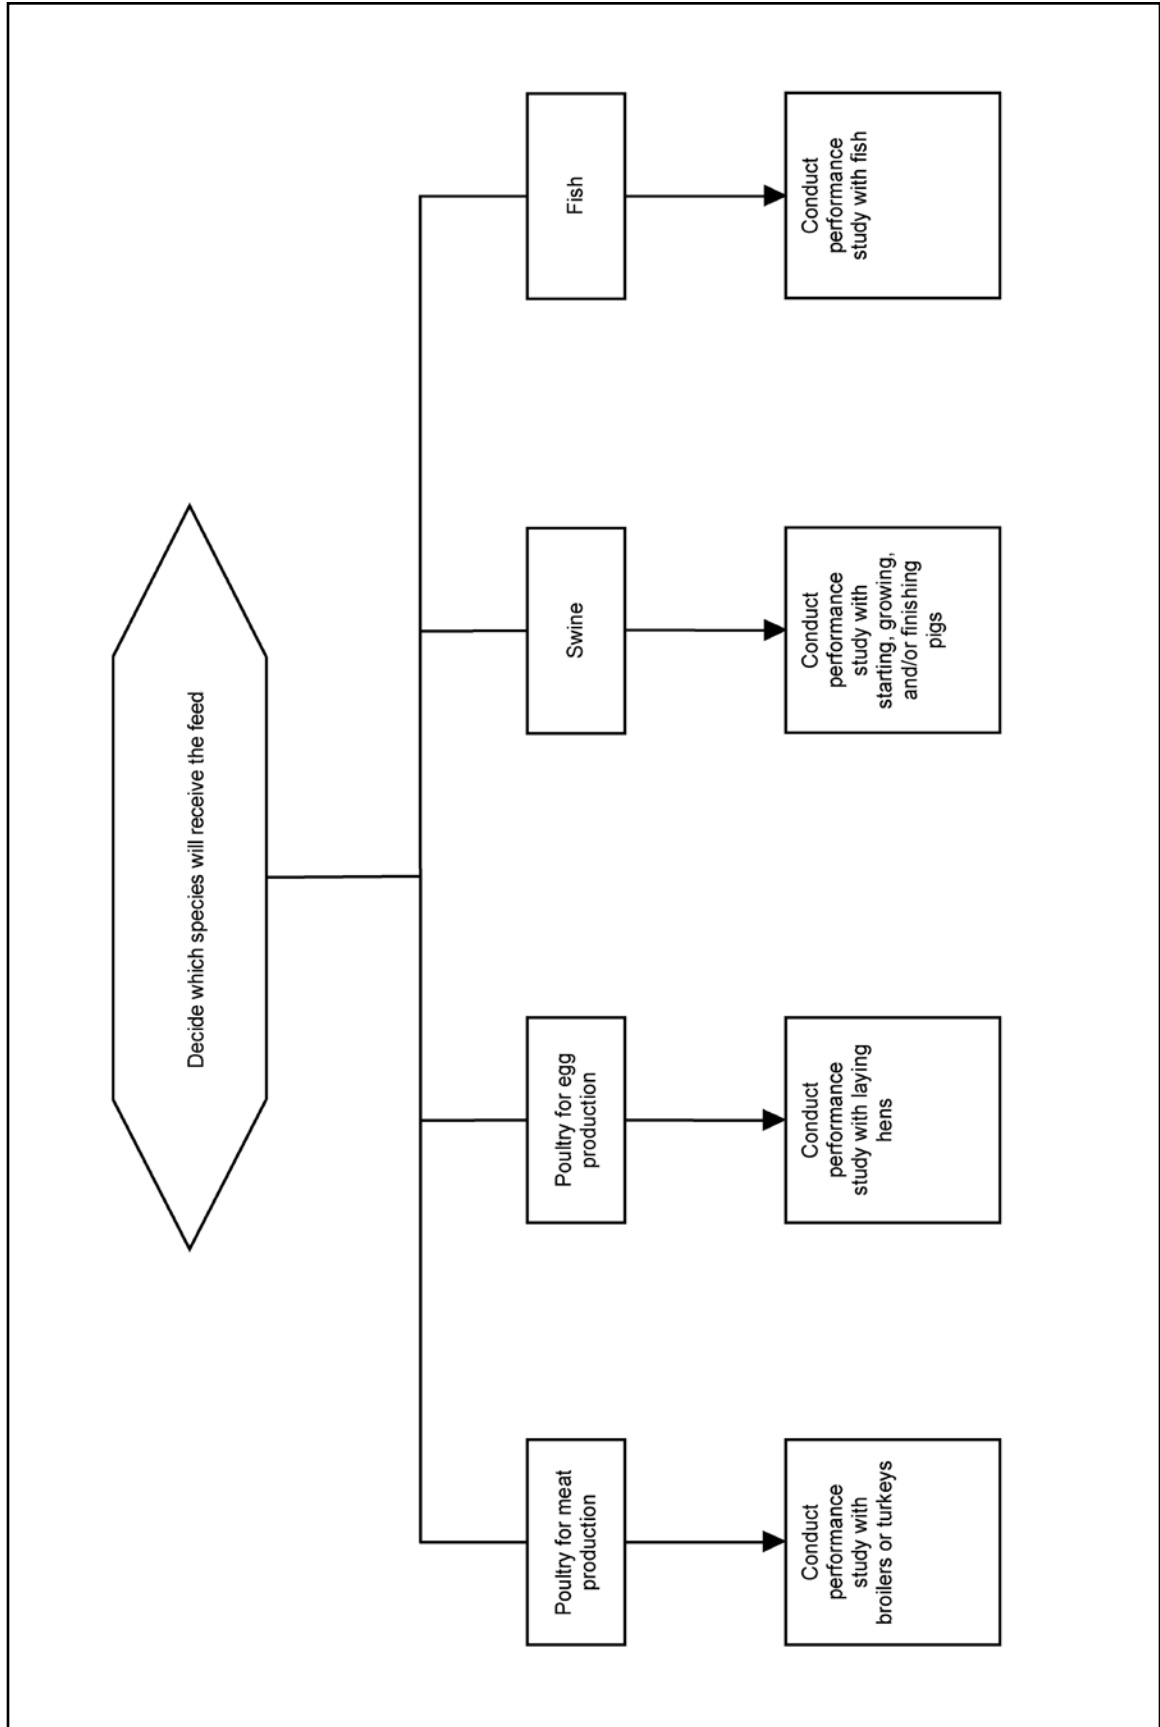 Decide which species will receive the feed
Poultry for meat
production
Poultry for egg
production
Swine
Fish
Conduct
performance
study with
broilers or turkeys
Conduct
performance
study with laying
hens
Conduct
performance
study with
starting, growing,
and/or finishing
pigs
Conduct
performance
study with fish